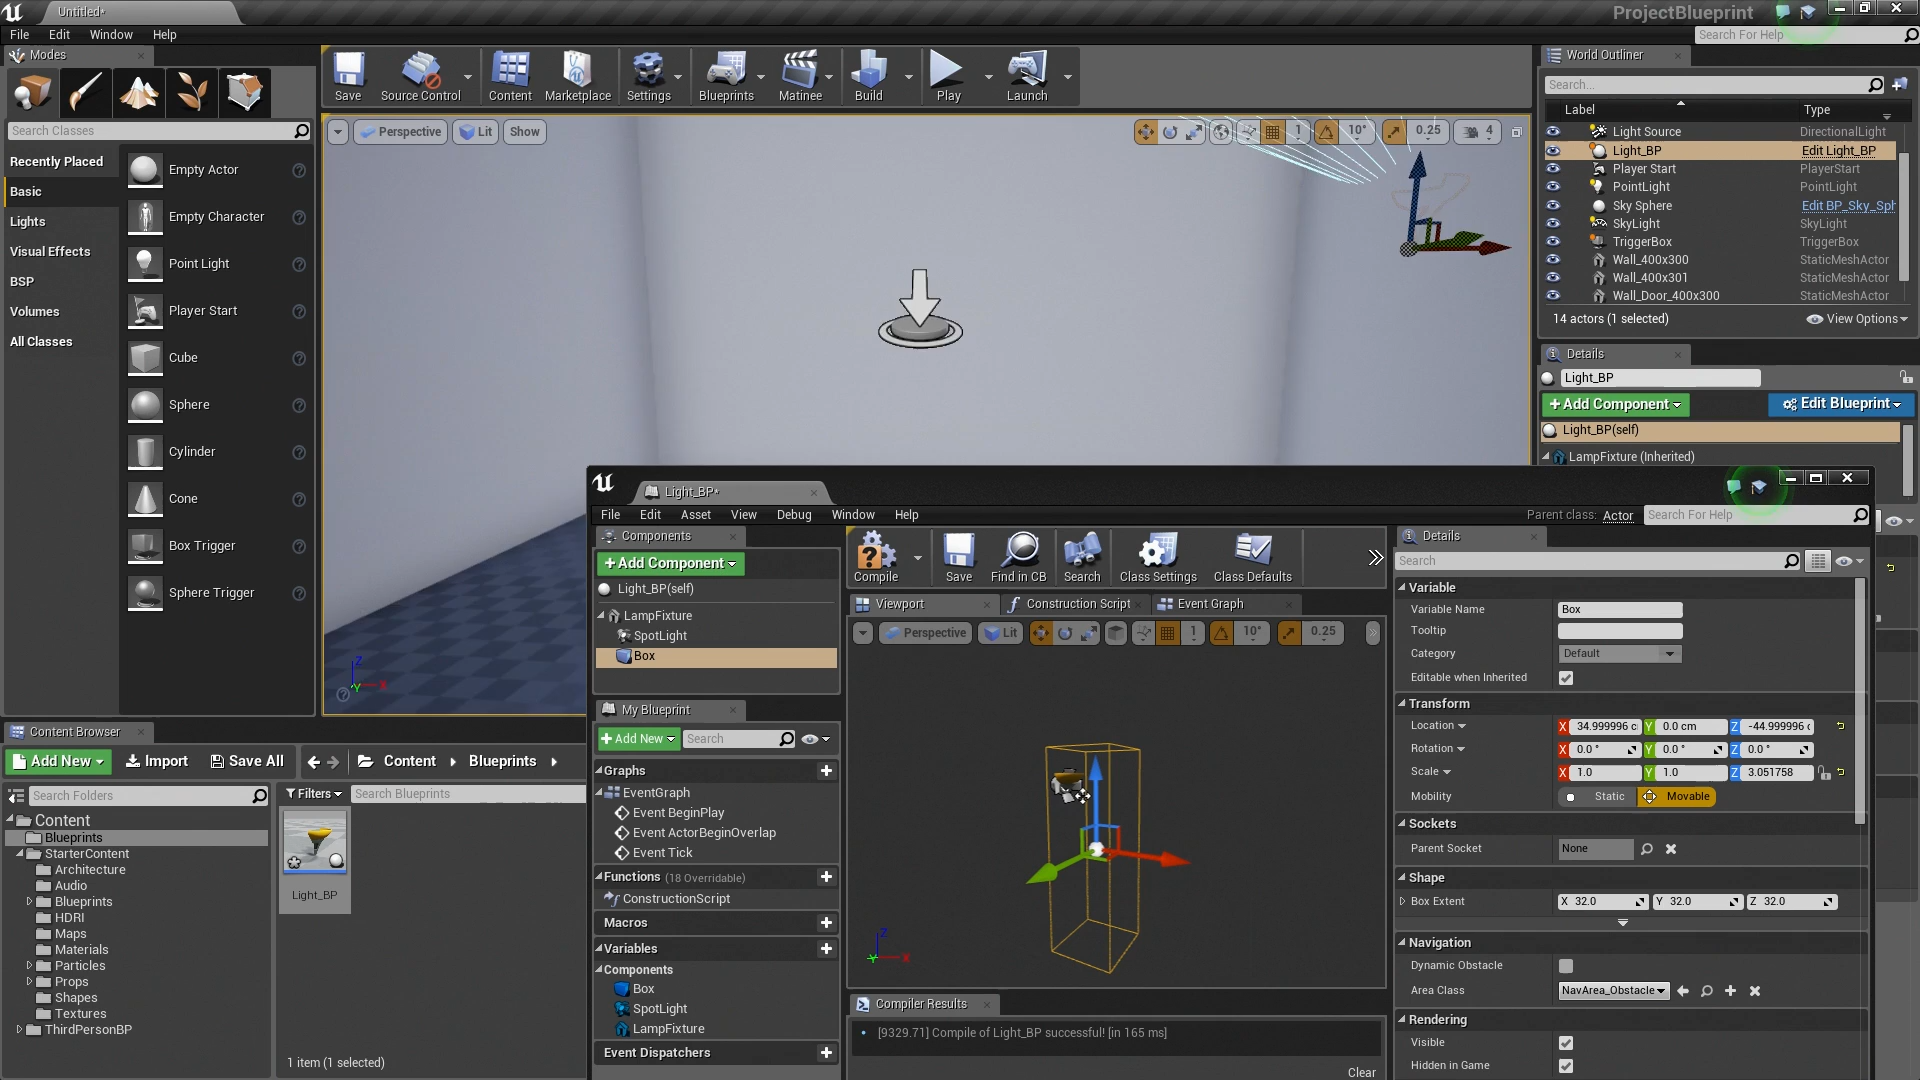 Untitled*
ProjectBlueprint
File Edit Window Help
Search For Help
Modes
Search Classes
Recently Placed
Basic
Lights
Visual Effects
BSP
Volumes
All Classes
Empty Actor
Empty Character
Point Light
Player Start
Cube
Sphere
Cylinder
Cone
Box Trigger
Sphere Trigger
Save Source Control Content Marketplace Settings Blueprints Matinee Build Play Launch
Perspective Lit Show
1 10° 0.25 4
Z
X
Y
World Outliner
Search...
Label Type
Light Source DirectionalLight
Light_BP Edit Light_BP
Player Start PlayerStart
PointLight PointLight
Sky Sphere Edit BP_Sky_Sph
SkyLight SkyLight
TriggerBox TriggerBox
Wall_400x300 StaticMeshActor
Wall_400x301 StaticMeshActor
Wall_Door_400x300 StaticMeshActor
14 actors (1 selected) View Options
Details
Light_BP
+Add Component Edit Blueprint
Light_BP(self)
LampFixture (Inherited)
Content Browser
Add New Import Save All Content Blueprints
Search Folders
Filters Search Blueprints
Content
Blueprints
StarterContent
Architecture
Audio
Blueprints
HDRI
Maps
Materials
Particles
Props
Shapes
Textures
ThirdPersonBP
Light_BP
1 item (1 selected)
Light_BP*
File Edit Asset View Debug Window Help
Parent class: Actor
Search For Help
Components
+Add Component
Light_BP(self)
LampFixture
SpotLight
Box
My Blueprint
+Add New Search
Graphs
EventGraph
Event BeginPlay
Event ActorBeginOverlap
Event Tick
Functions (18 Overridable)
ConstructionScript
Macros
Variables
Components
Box
SpotLight
LampFixture
Event Dispatchers
Compile Save Find in CB Search Class Settings Class Defaults
Viewport Construction Script Event Graph
Perspective Lit 1 10° 0.25
Z
X
Y
Compiler Results
[9329.71] Compile of Light_BP successful! [in 165 ms]
Clear
Details
Search
Variable
Variable Name Box
Tooltip
Category Default
Editable when Inherited
Transform
Location X 34.999996 c Y 0.0 cm Z -44.999996 c
Rotation X 0.0 ° Y 0.0 ° Z 0.0 °
Scale X 1.0 Y 1.0 Z 3.051758
Mobility Static Movable
Sockets
Parent Socket None
Shape
Box Extent X 32.0 Y 32.0 Z 32.0
Navigation
Dynamic Obstacle
Area Class NavArea_Obstacle
Rendering
Visible
Hidden in Game